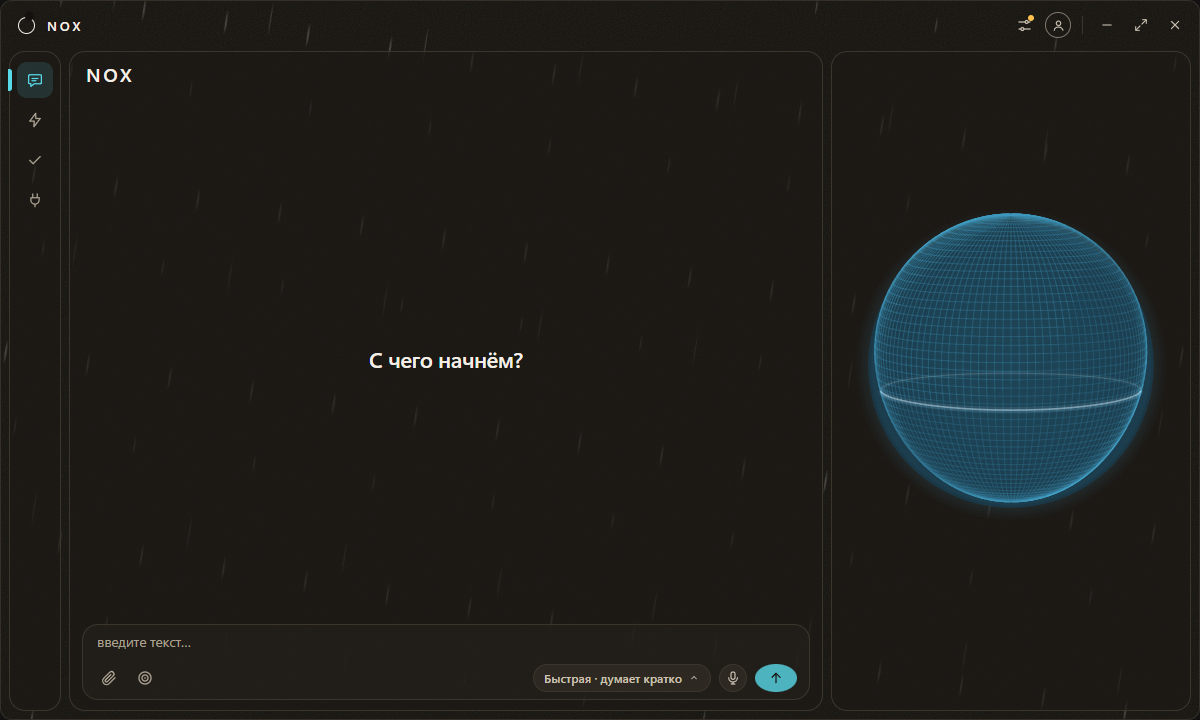 NOX
NOX
С чего начнём?
введите текст...
Быстрая · думает кратко